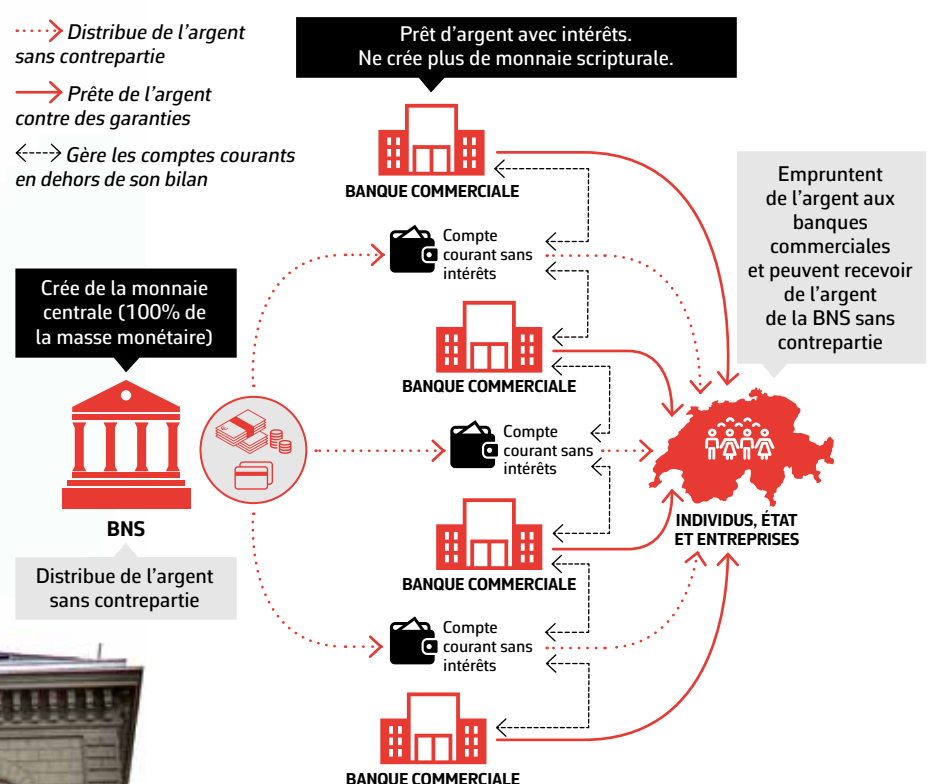 Distribue de l'argent
sans contrepartie
Prête de l'argent
contre des garanties
Gère les comptes courants
en dehors de son bilan
Prêt d'argent avec intérêts.
Ne crée plus de monnaie scripturale.
BANQUE COMMERCIALE
Compte
courant sans
intérêts
Crée de la monnaie
centrale (100% de
la masse monétaire)
BNS
Distribue de l'argent
sans contrepartie
BANQUE COMMERCIALE
Compte
courant sans
intérêts
BANQUE COMMERCIALE
Compte
courant sans
intérêts
BANQUE COMMERCIALE
Empruntent
de l'argent aux
banques
commerciales
et peuvent recevoir
de l'argent
de la BNS sans
contrepartie
INDIVIDUS, ÉTAT
ET ENTREPRISES